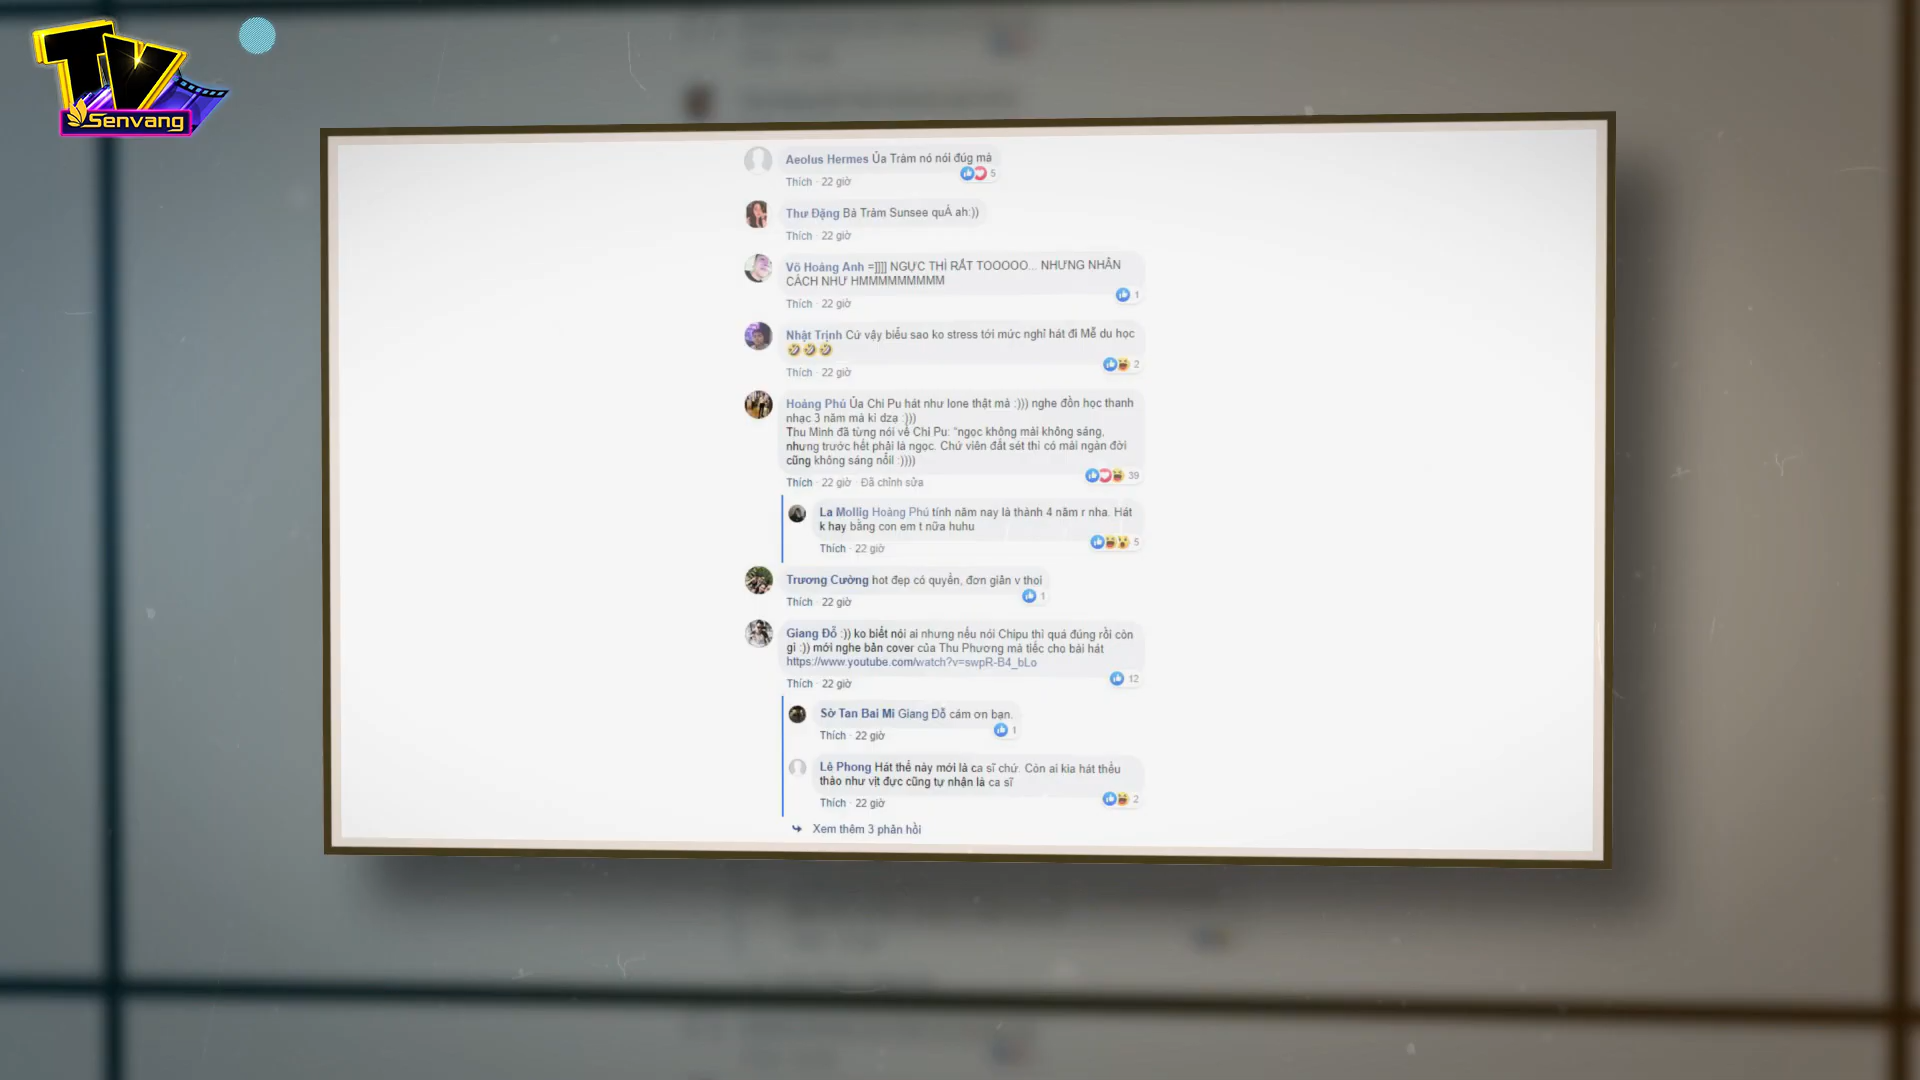 TV
Senvang
Aeolus Hermes Ủa Trâm nó nói đúg mà
5
Thích · 22 giờ
Thư Đặng Bà Trâm Sunsee quÁ ah:))
Thích · 22 giờ
Võ Hoàng Anh =]]]] NGỰC THÌ RẤT TOOOOO... NHƯNG NHÂN
CÁCH NHƯ HMMMMMMMMM
1
Thích · 22 giờ
Nhật Trịnh Cứ vậy biểu sao ko stress tới mức nghỉ hát đi Mễ du học
🤣🤣🤣
2
Thích · 22 giờ
Hoàng Phú Ủa Chi Pu hát như lone thật mà :))) nghe đồn học thanh
nhạc 3 năm mà kì dza :)))
Thu Minh đã từng nói về Chi Pu: “ngọc không mài không sáng,
nhưng trước hết phải là ngọc. Chứ viên đất sét thì có mài ngàn đời
cũng không sáng nổiI :))))
39
Thích · 22 giờ · Đã chỉnh sửa
La Mollig Hoàng Phú tính năm nay là thành 4 năm r nha. Hát
k hay bằng con em t nữa huhu
5
Thích · 22 giờ
Trương Cường hot đẹp có quyền, đơn giản v thoi
1
Thích · 22 giờ
Giang Đỗ :)) ko biết nói ai nhưng nếu nói Chipu thì quá đúng rồi còn
gì :)) mới nghe bản cover của Thu Phương mà tiếc cho bài hát
https://www.youtube.com/watch?v=swpR-B4_bLo
12
Thích · 22 giờ
Sờ Tan Bai Mi Giang Đỗ cám ơn bạn.
1
Thích · 22 giờ
Lê Phong Hát thế này mới là ca sĩ chứ. Còn ai kia hát thều
thào như vịt đực cũng tự nhận là ca sĩ
2
Thích · 22 giờ
Xem thêm 3 phản hồi